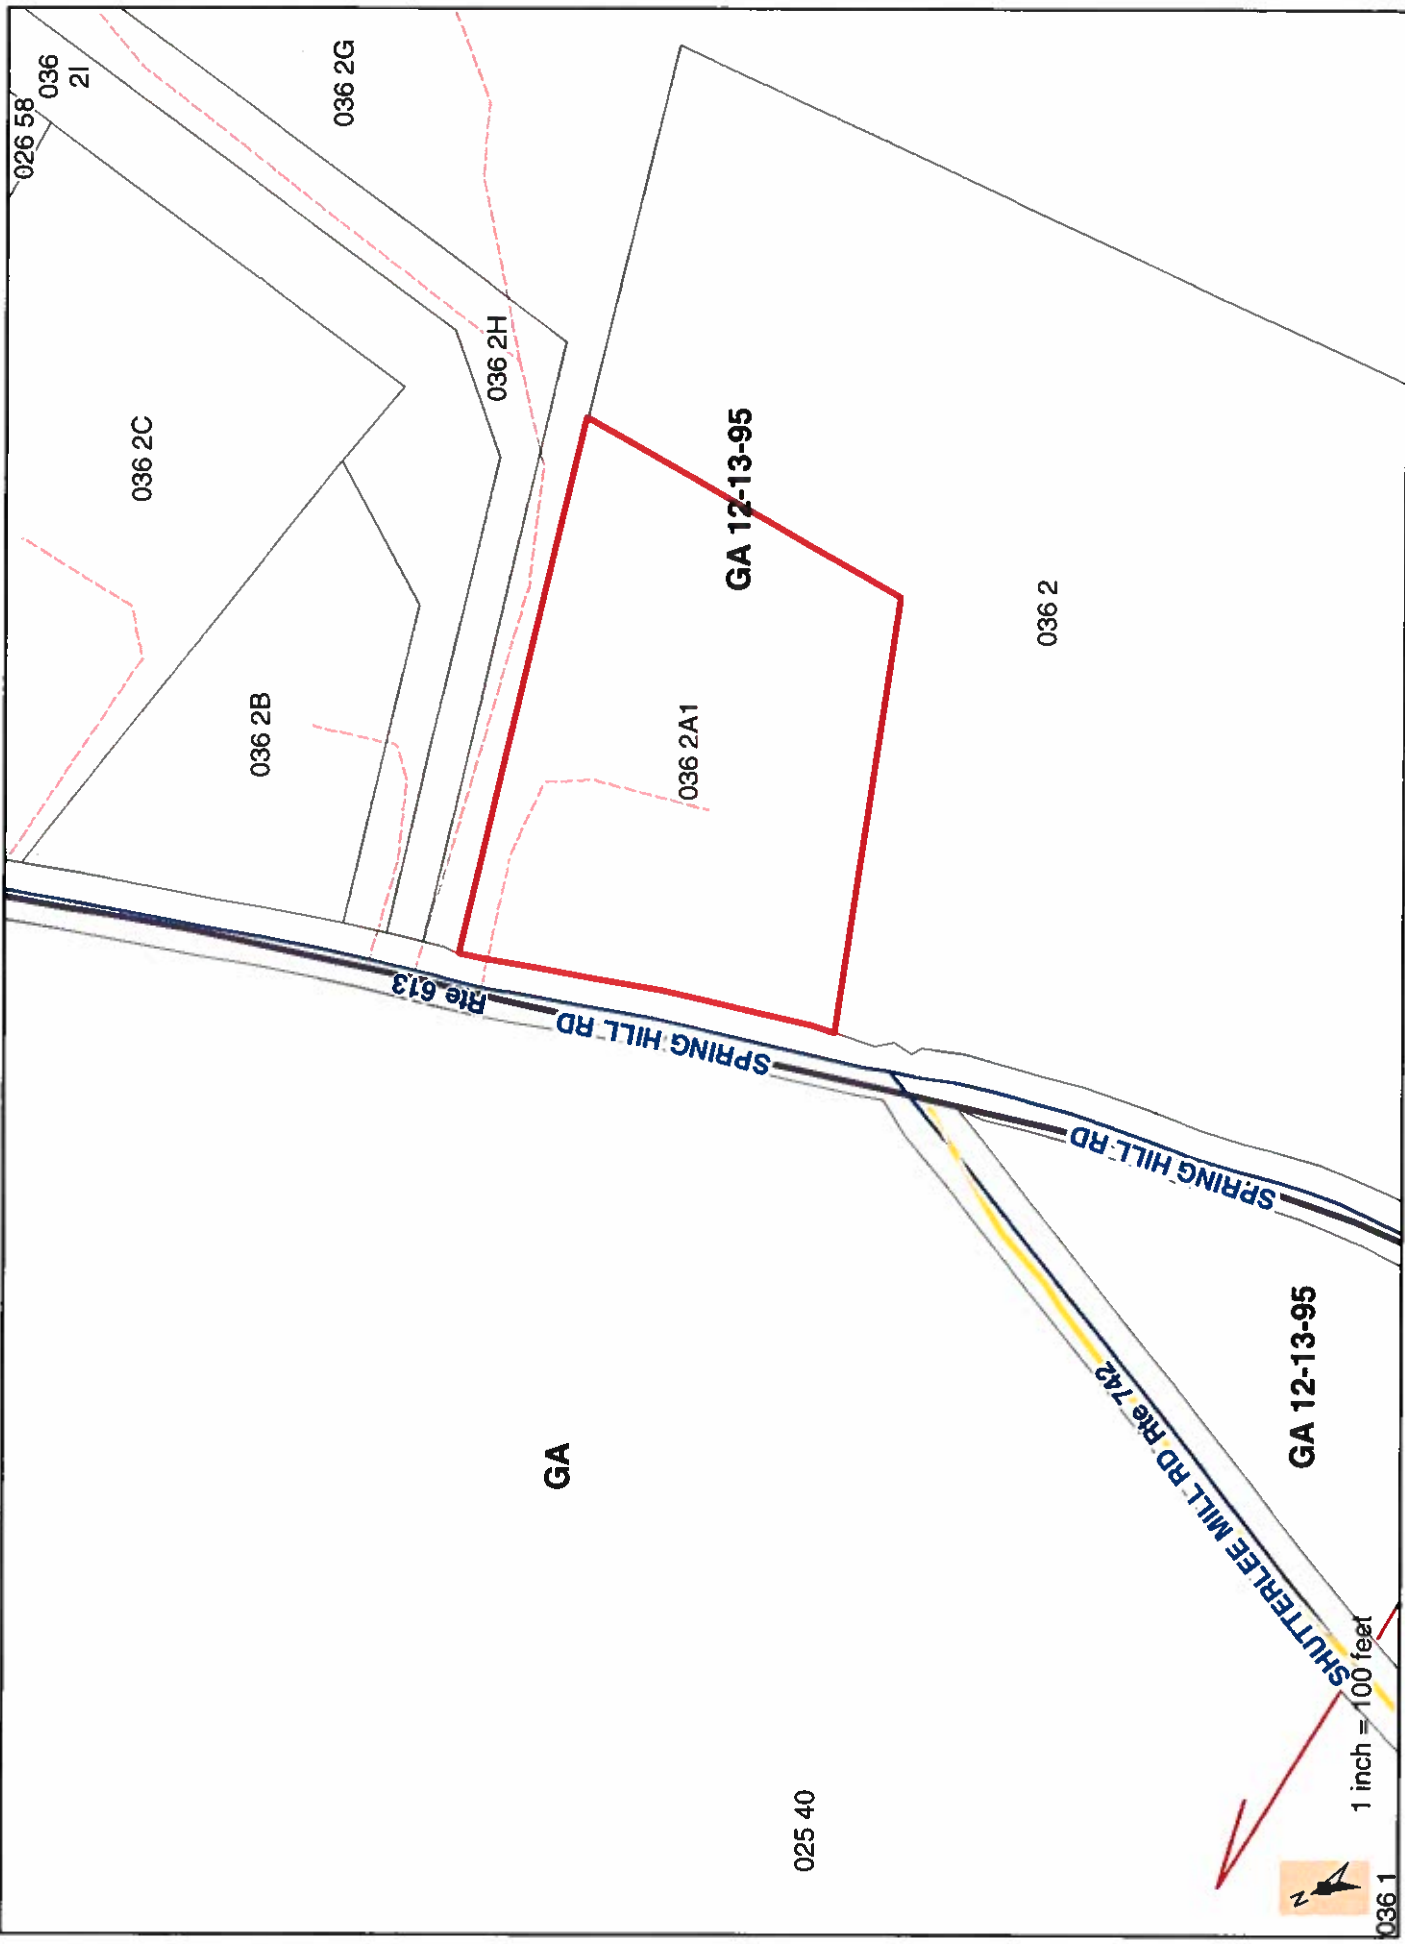 026 58
036
2I
036 2G
036 2C
036 2H
036 2B
GA 12-13-95
036 2A1
036 2
Rte 613
SPRING HILL RD
SPRING HILL RD
GA
SHUTTERLEE MILL RD Rte 742
GA 12-13-95
025 40
1 inch = 100 feet
N
036 1